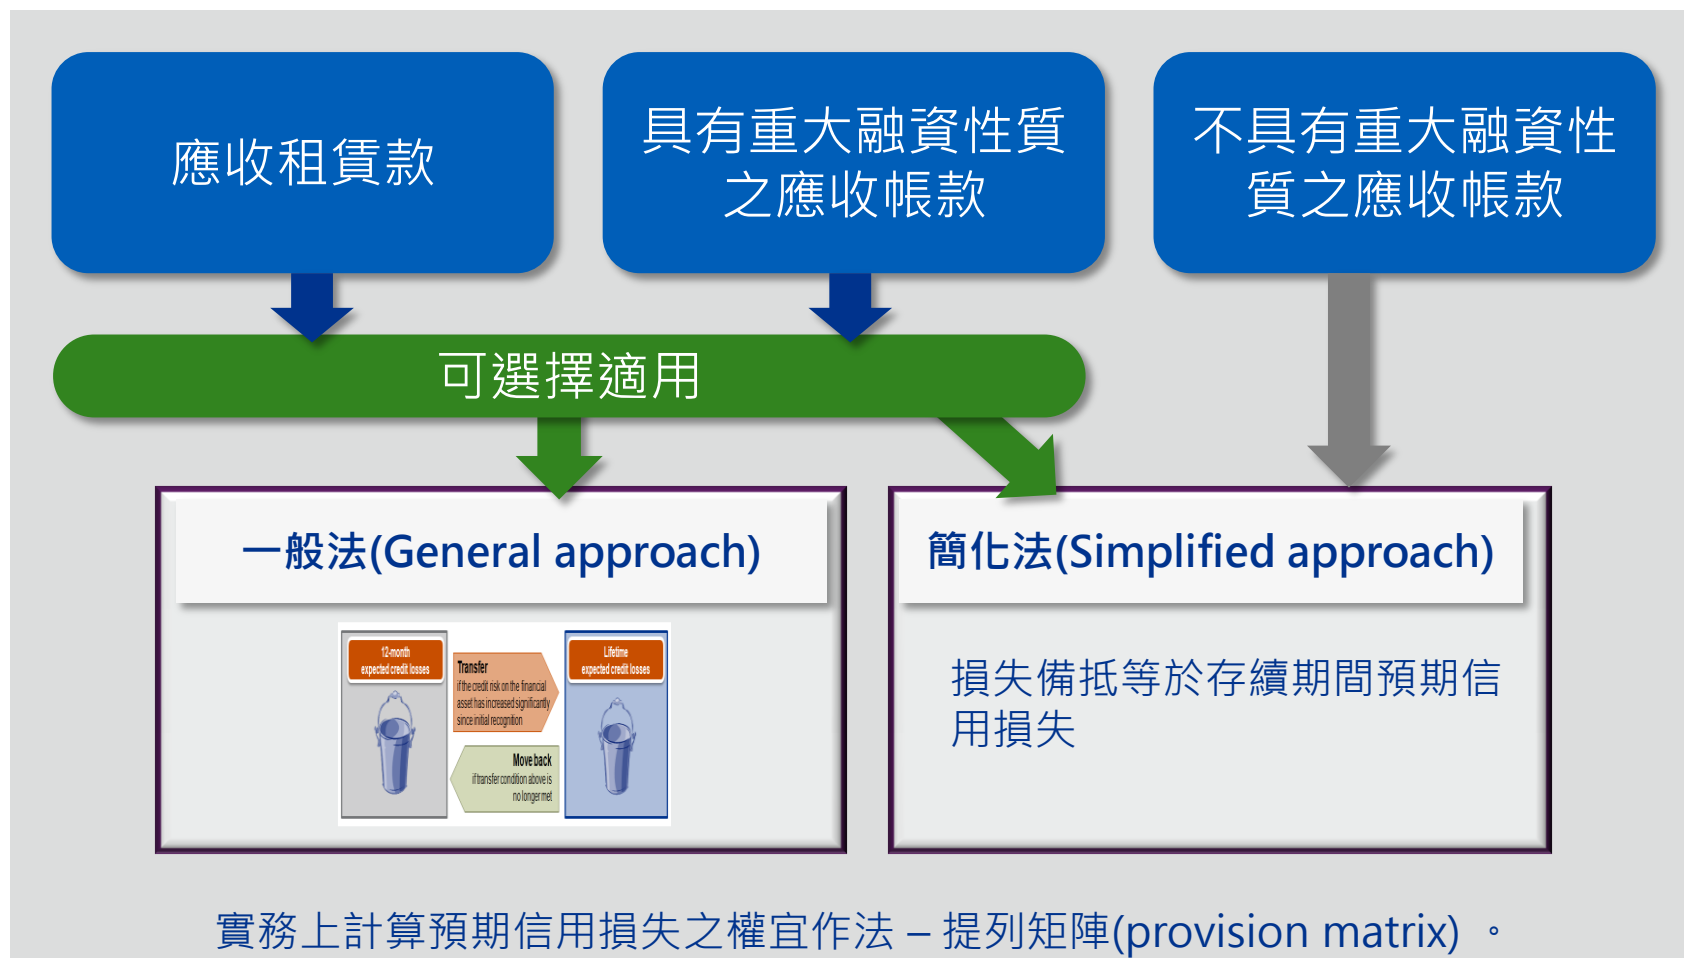 應收租賃款
具有重大融資性質
之應收帳款
不具有重大融資性
質之應收帳款
可選擇適用
一般法(General approach)
12-month
expected credit losses
Transfer
if the credit risk on the financial
asset has increased significantly
since initial recognition
Move back
if transfer condition above is
no longer met
Lifetime
expected credit losses
簡化法(Simplified approach)
損失備抵等於存續期間預期信
用損失
實務上計算預期信用損失之權宜作法 – 提列矩陣(provision matrix) 。